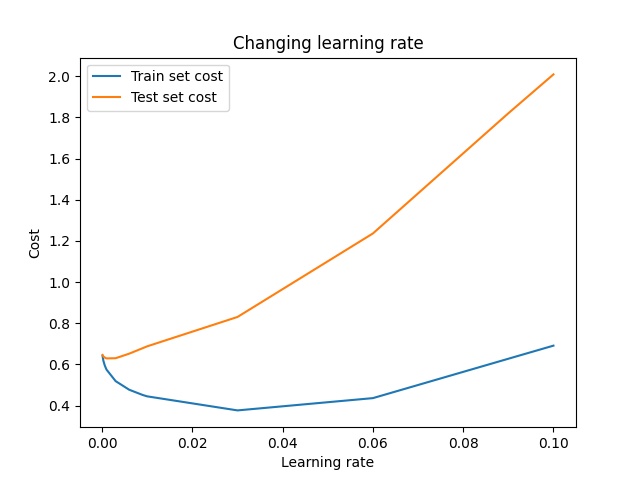 Changing learning rate
Train set cost
Test set cost
2.0
1.8
1.6
1.4
1.2
1.0
0.8
0.6
0.4
Cost
0.00 0.02 0.04 0.06 0.08 0.10
Learning rate